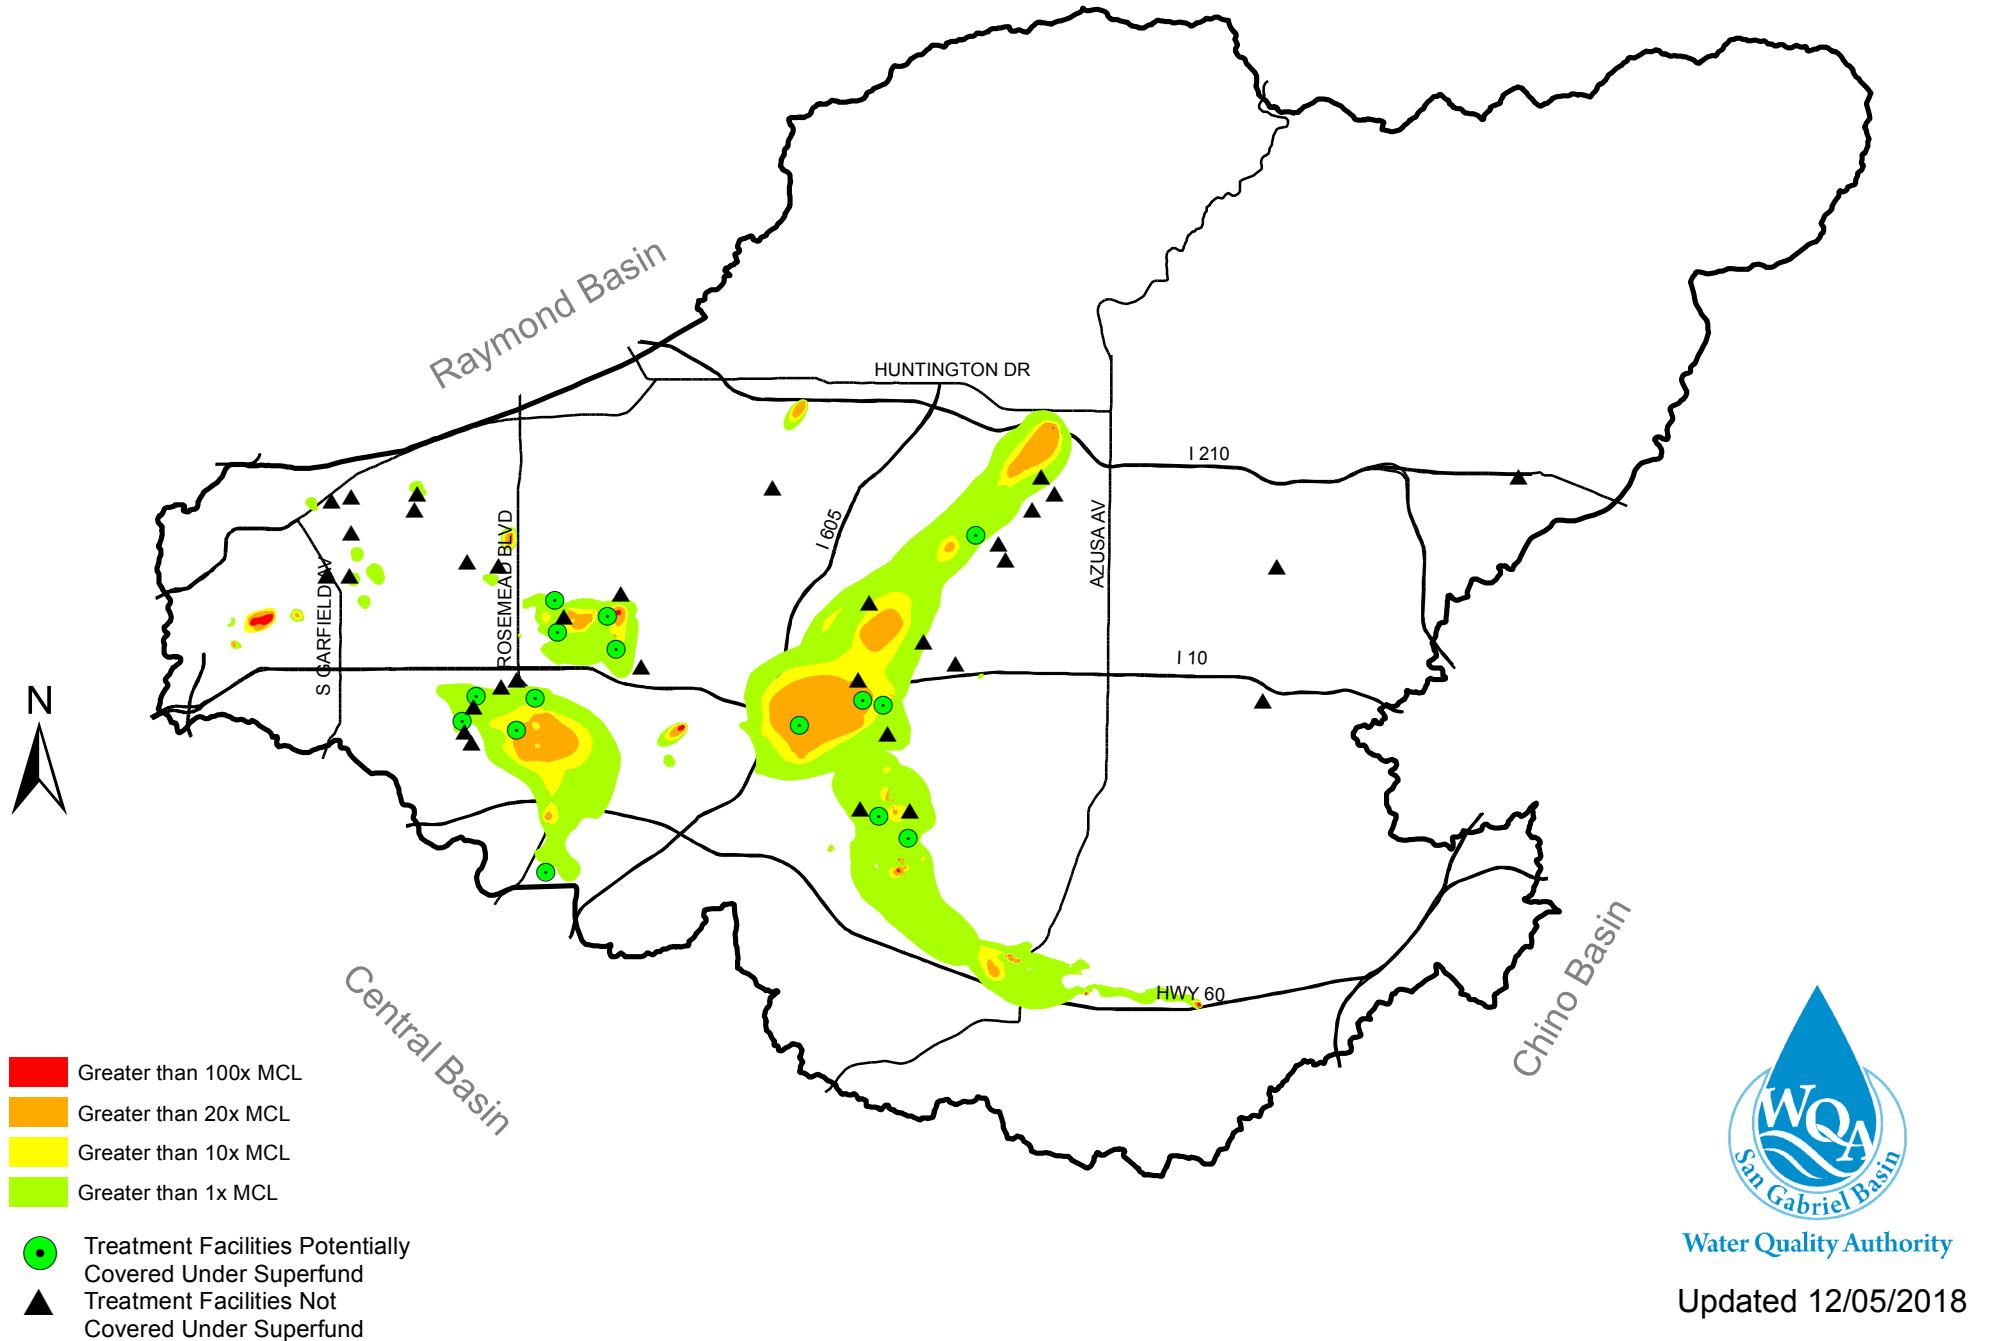 Raymond Basin
HUNTINGTON DR
I 210
I 605
AZUSA AV
ROSEMEAD BLVD
S GARFIELD AV
I 10
N
HWY 60
Central Basin
Chino Basin
Greater than 100x MCL
Greater than 20x MCL
Greater than 10x MCL
Greater than 1x MCL
Treatment Facilities Potentially
Covered Under Superfund
Treatment Facilities Not
Covered Under Superfund
WQA
San Gabriel Basin
Water Quality Authority
Updated 12/05/2018